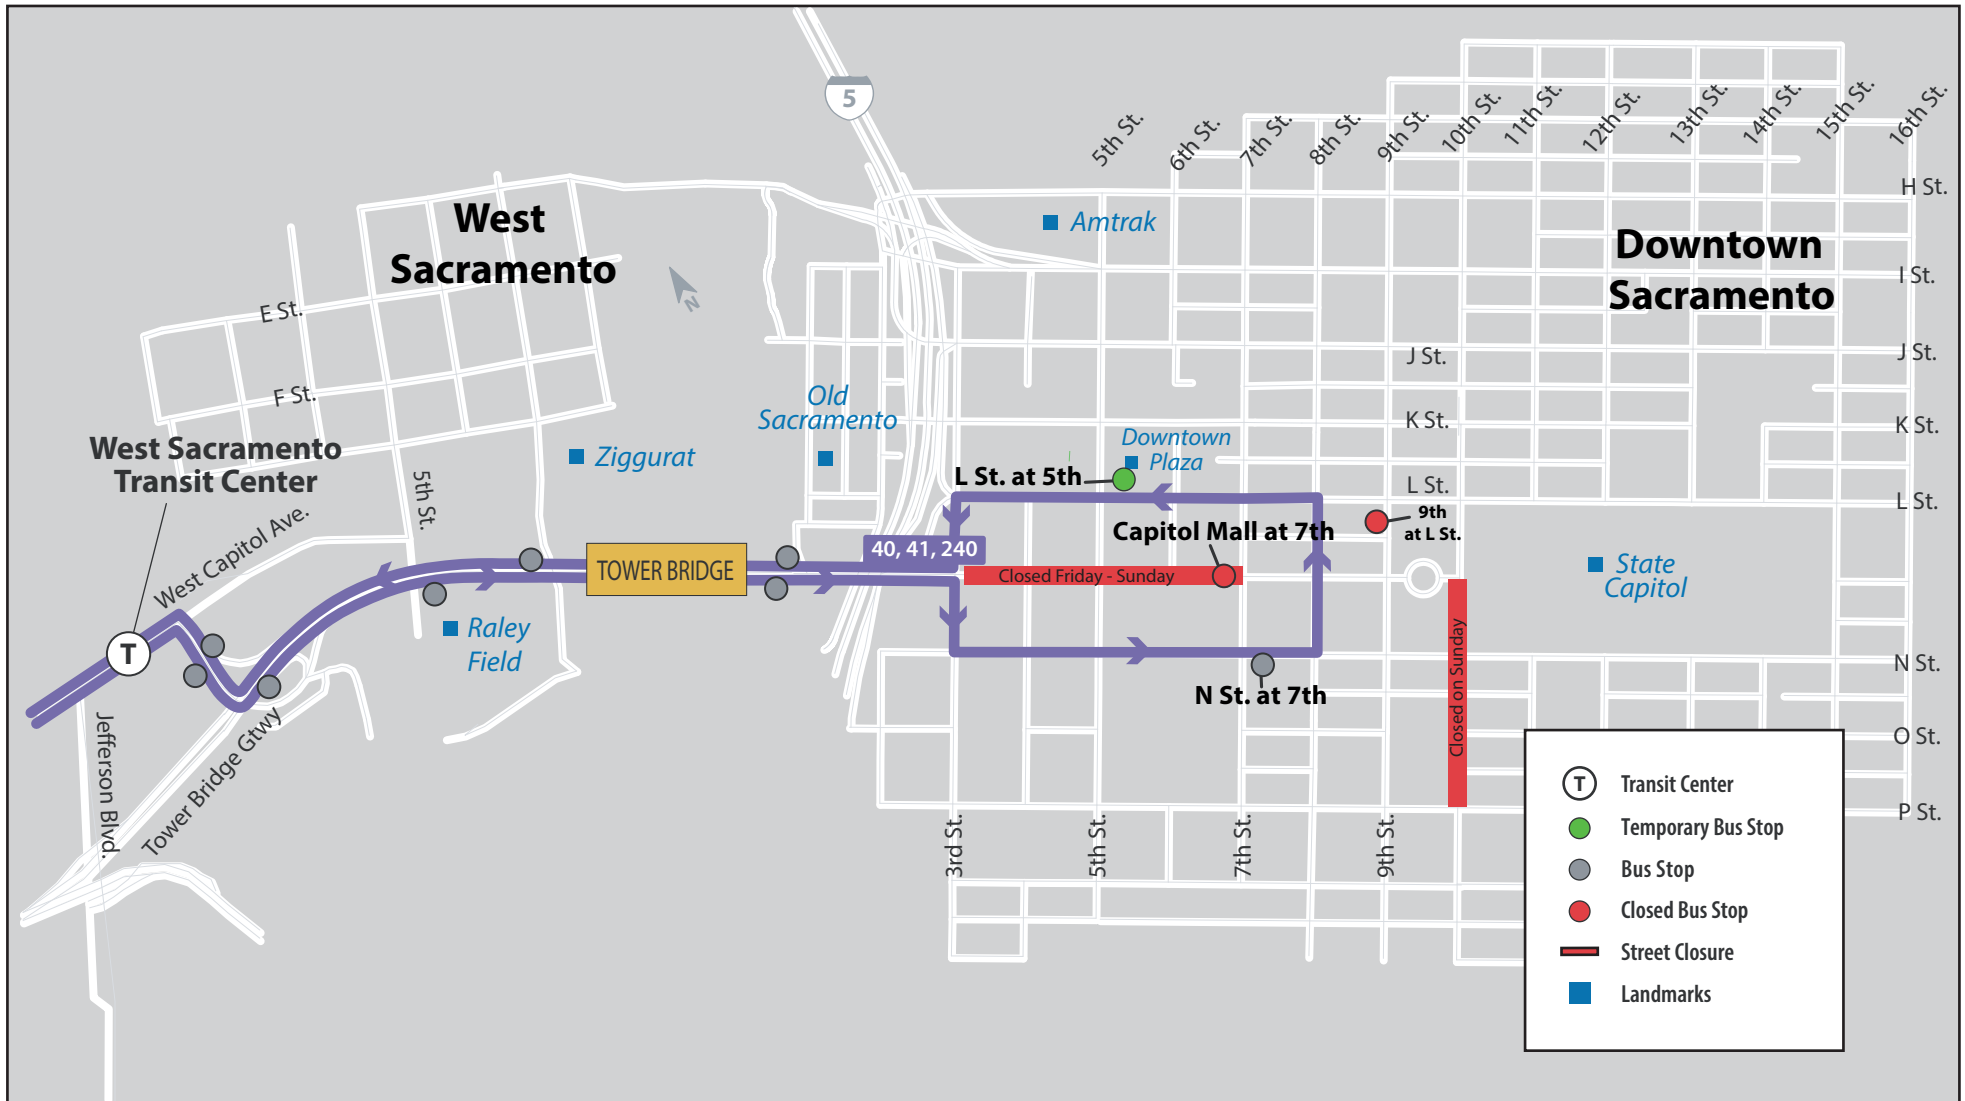 5
5th St.
6th St.
7th St.
8th St.
9th St.
10th St.
11th St.
12th St.
13th St.
14th St.
15th St.
16th St.
H St.
West
Sacramento
Amtrak
Downtown
Sacramento
I St.
N
E St.
F St.
J St.
J St.
Old
Sacramento
K St.
K St.
West Sacramento
Transit Center
Ziggurat
Downtown
Plaza
L St. at 5th
L St.
L St.
5th St.
West Capitol Ave.
9th
at L St.
Capitol Mall at 7th
40, 41, 240
TOWER BRIDGE
Closed Friday - Sunday
State
Capitol
T
Raley
Field
Closed on Sunday
N St. at 7th
N St.
Jefferson Blvd.
Tower Bridge Gtwy
O St.
P St.
3rd St.
5th St.
7th St.
9th St.
T
Transit Center
Temporary Bus Stop
Bus Stop
Closed Bus Stop
Street Closure
Landmarks